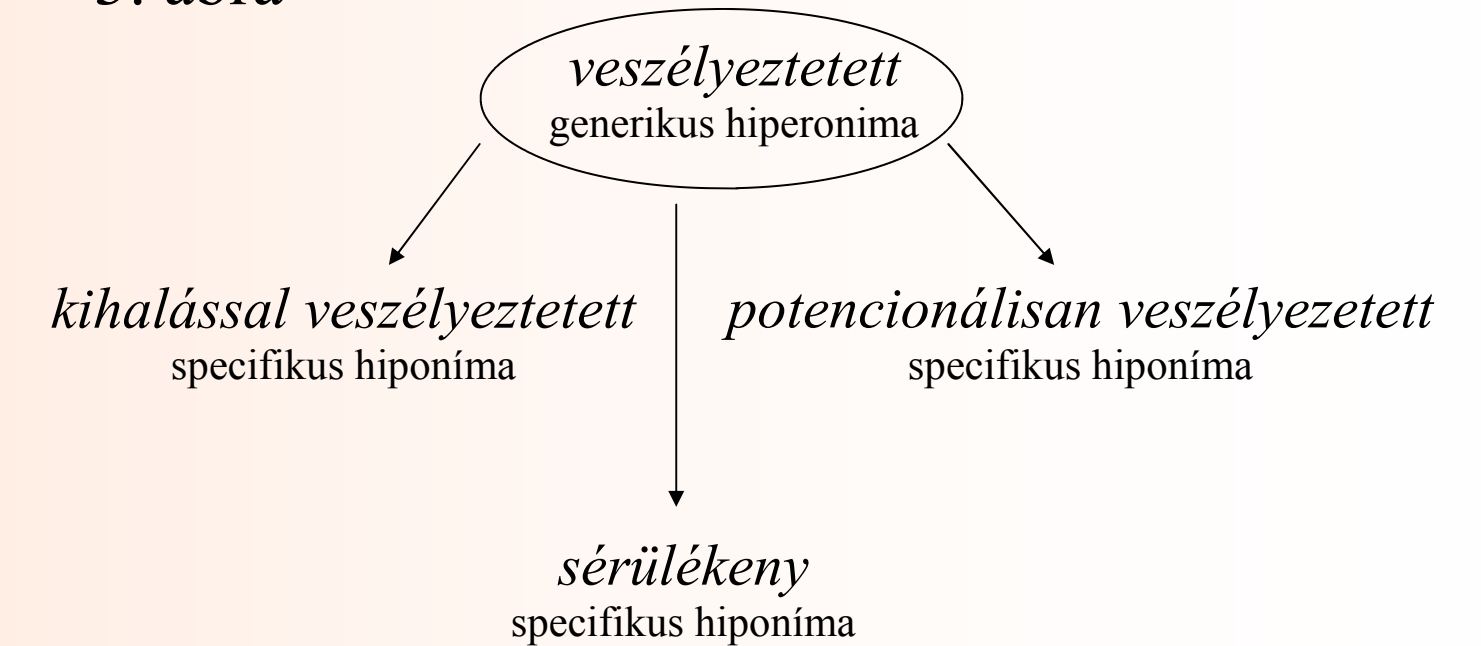 veszélyeztetett
generikus hiperonima
kihalással veszélyeztetett
specifikus hiponíma
potencionálisan veszélyezetett
specifikus hiponíma
sérülékeny
specifikus hiponíma